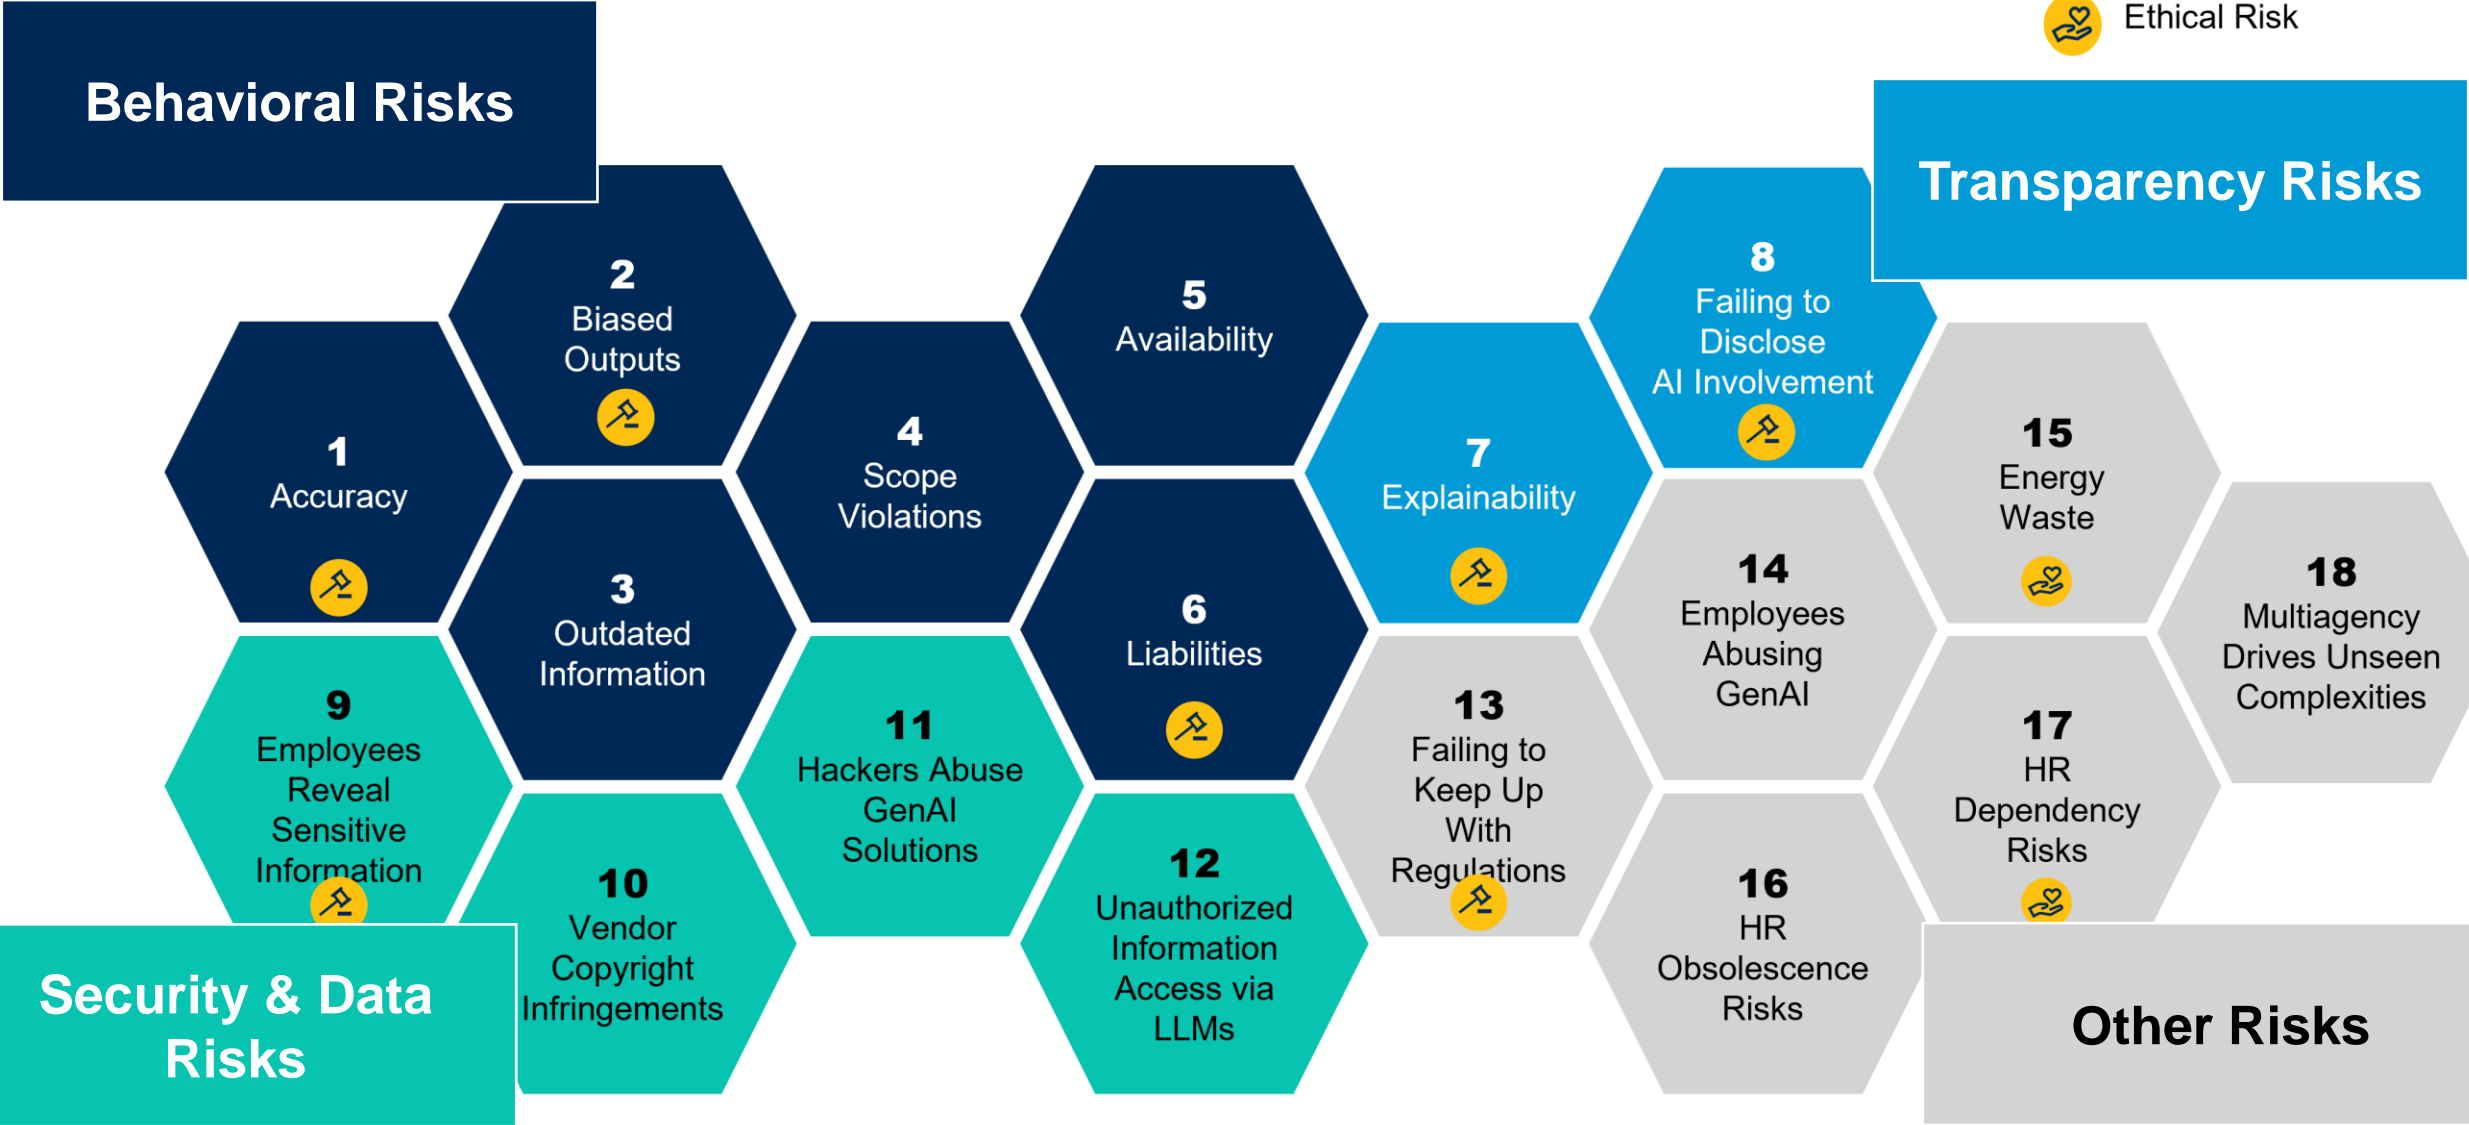 Ethical Risk
Behavioral Risks
Transparency Risks
1
Accuracy
2
Biased
Outputs
3
Outdated
Information
4
Scope
Violations
5
Availability
6
Liabilities
7
Explainability
8
Failing to
Disclose
AI Involvement
9
Employees
Reveal
Sensitive
Information
10
Vendor
Copyright
Infringements
11
Hackers Abuse
GenAI
Solutions
12
Unauthorized
Information
Access via
LLMs
13
Failing to
Keep Up
With
Regulations
14
Employees
Abusing
GenAI
15
Energy
Waste
16
HR
Obsolescence
Risks
17
HR
Dependency
Risks
18
Multiagency
Drives Unseen
Complexities
Security & Data
Risks
Other Risks